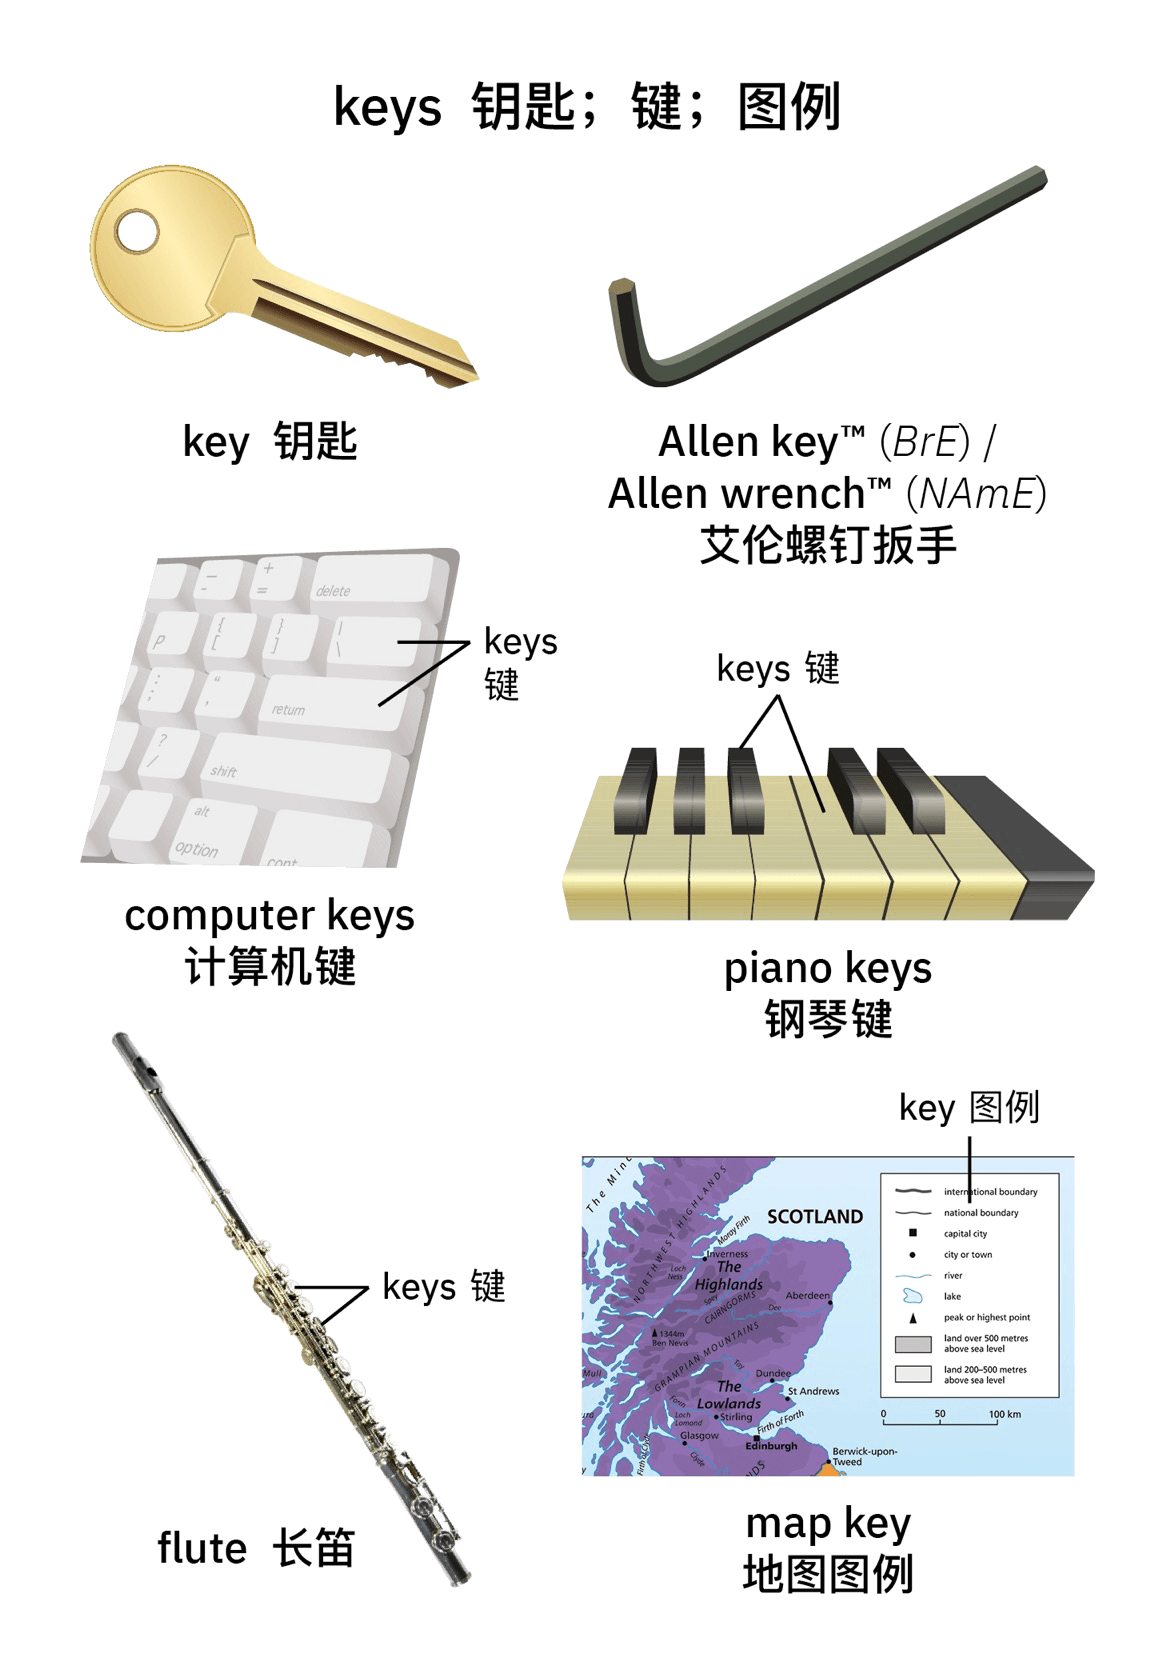 keys 钥匙；键；图例
key 钥匙
Allen key™ (BrE) /
Allen wrench™ (NAmE)
艾伦螺钉扳手
—
-
+
=
delete
P
{
[
}
]
|
\
:
;
“
,
return
?
/
shift
alt
option
keys
键
computer keys
计算机键
keys 键
piano keys
钢琴键
keys 键
flute 长笛
key 图例
The Minc
NORTHWEST HIGHLANDS
Moray Firth
SCOTLAND
Inverness
Loch
Ness
The
Highlands
Spey
CAIRNGORMS
Aberdeen
Dee
1344m
Ben Nevis
GRAMPIAN MOUNTAINS
Tay
Mull
Dundee
St Andrews
The
Lowlands
Forth
Loch
Lomond
Stirling
Firth of Forth
Glasgow
Edinburgh
Firth of Clyde
Clyde
Berwick-upon-
Tweed
NDS
international boundary
national boundary
capital city
city or town
river
lake
peak or highest point
land over 500 metres
above sea level
land 200–500 metres
above sea level
0 50 100 km
map key
地图图例